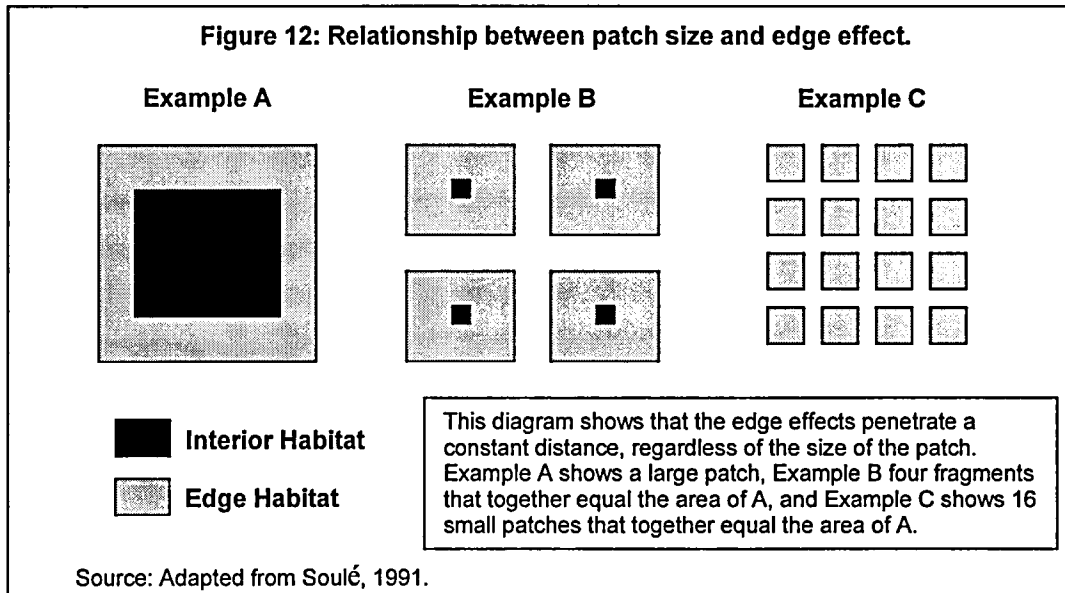 Figure 12: Relationship between patch size and edge effect.
Example A
Example B
Example C
Interior Habitat
Edge Habitat
This diagram shows that the edge effects penetrate a
constant distance, regardless of the size of the patch.
Example A shows a large patch, Example B four fragments
that together equal the area of A, and Example C shows 16
small patches that together equal the area of A.
Source: Adapted from Soulé, 1991.